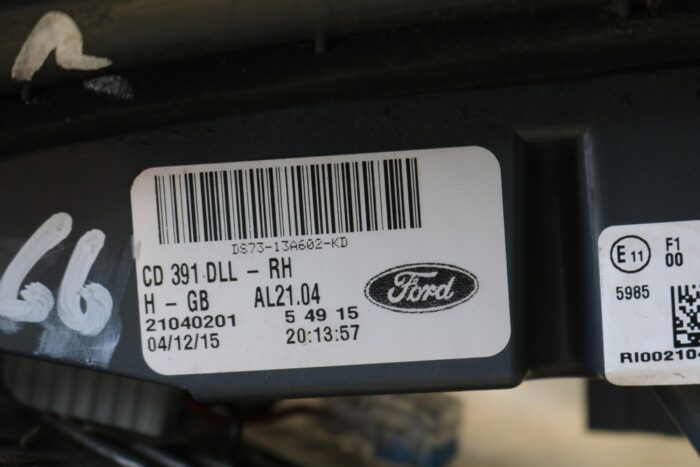 66
DS73-13A602-KD
CD 391 DLL - RH
H - GB AL21.04
21040201 5 49 15
04/12/15 20:13:57
Ford
E 11 F1
00
5985
RI002104